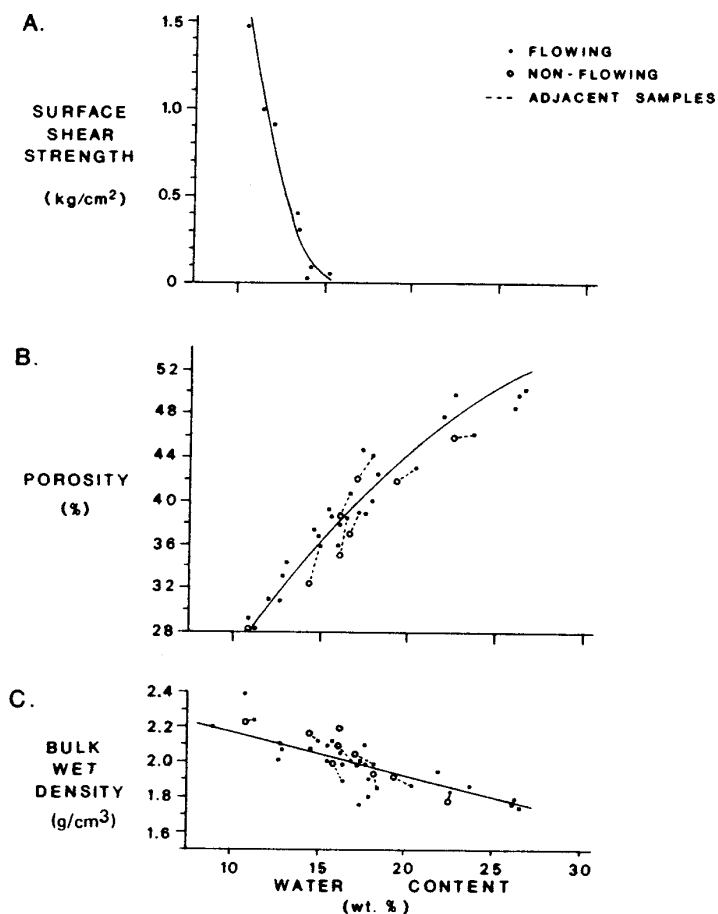 A.
1.5
1.0
0.5
0
SURFACE
SHEAR
STRENGTH
(kg/cm²)
• FLOWING
o NON-FLOWING
--- ADJACENT SAMPLES
B.
52
48
44
40
36
32
28
POROSITY
(%)
C.
2.4
2.2
2.0
1.8
1.6
BULK
WET
DENSITY
(g/cm³)
10 15 20 25 30
WATER CONTENT
(wt. %)